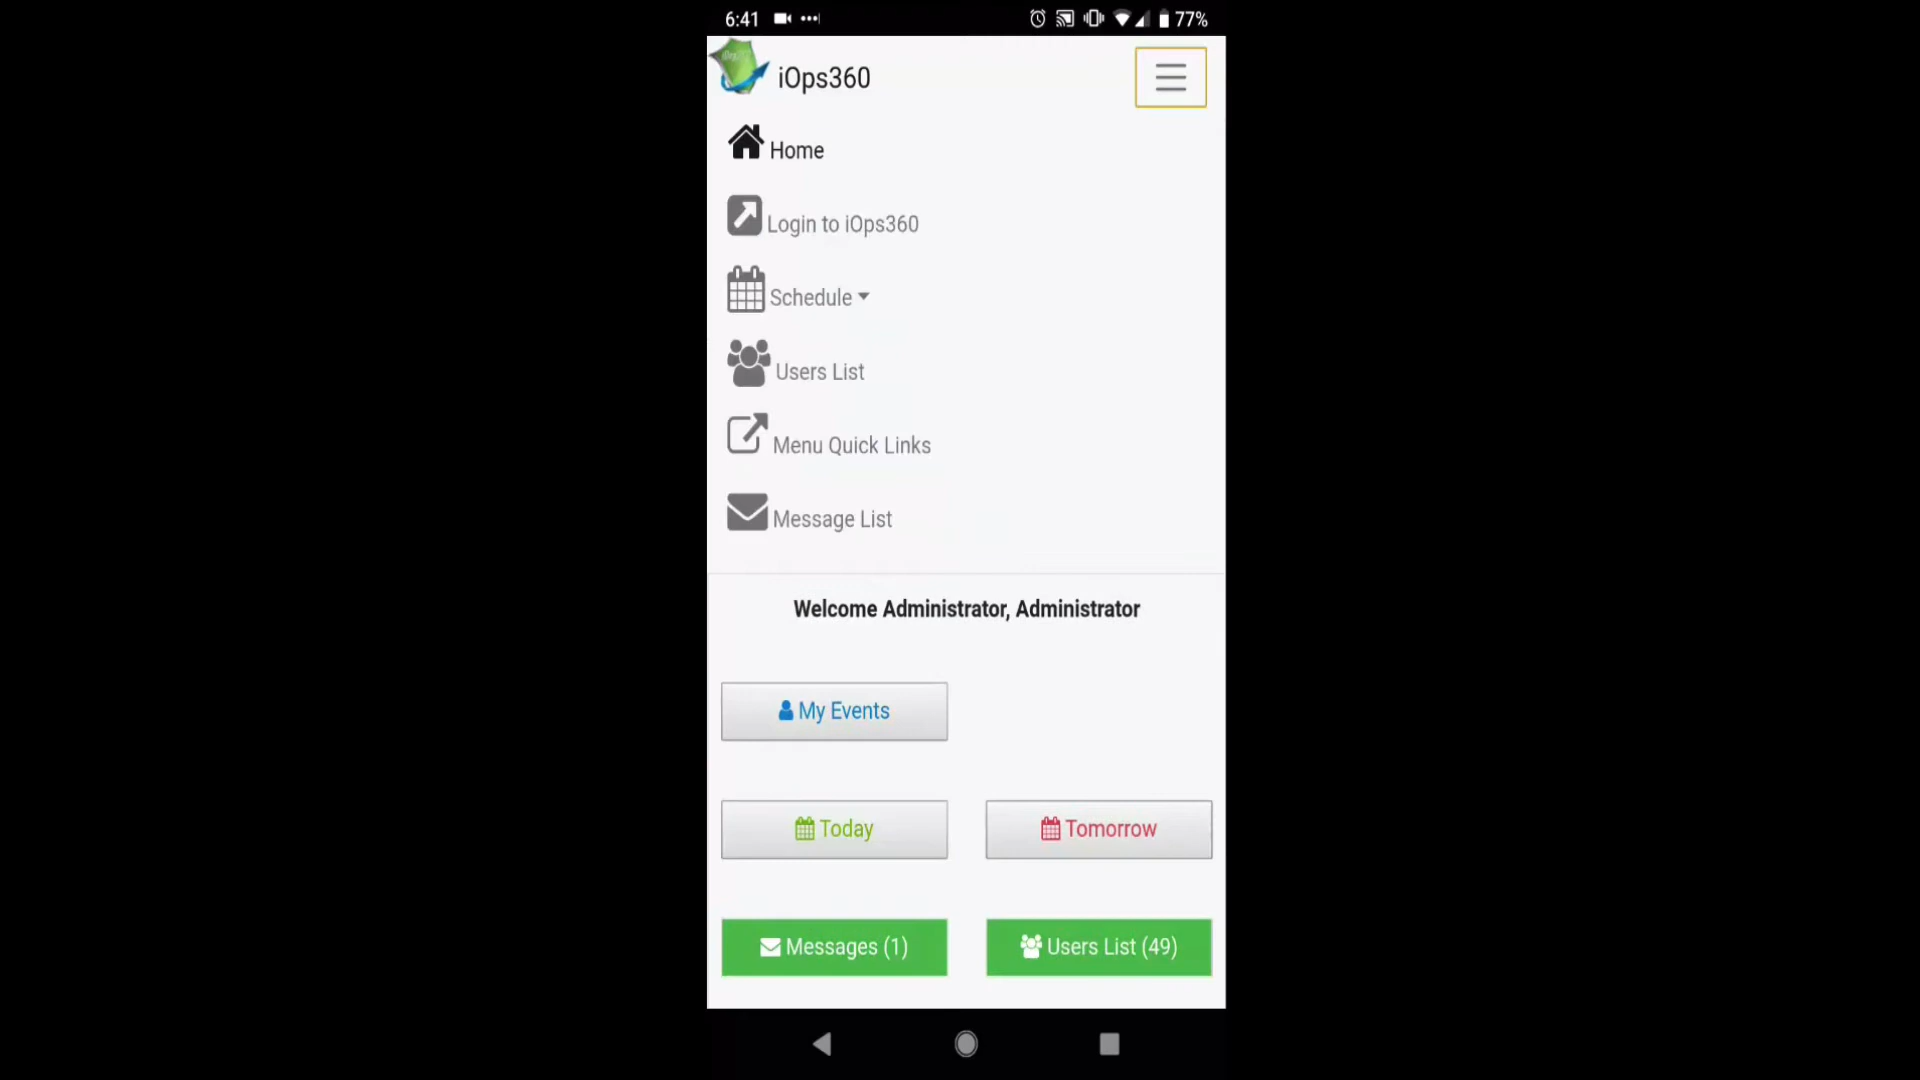 6:41
77%
iOps360
Home
Login to iOps360
Schedule
Users List
Menu Quick Links
Message List
Welcome Administrator, Administrator
My Events
Today
Tomorrow
Messages (1)
Users List (49)